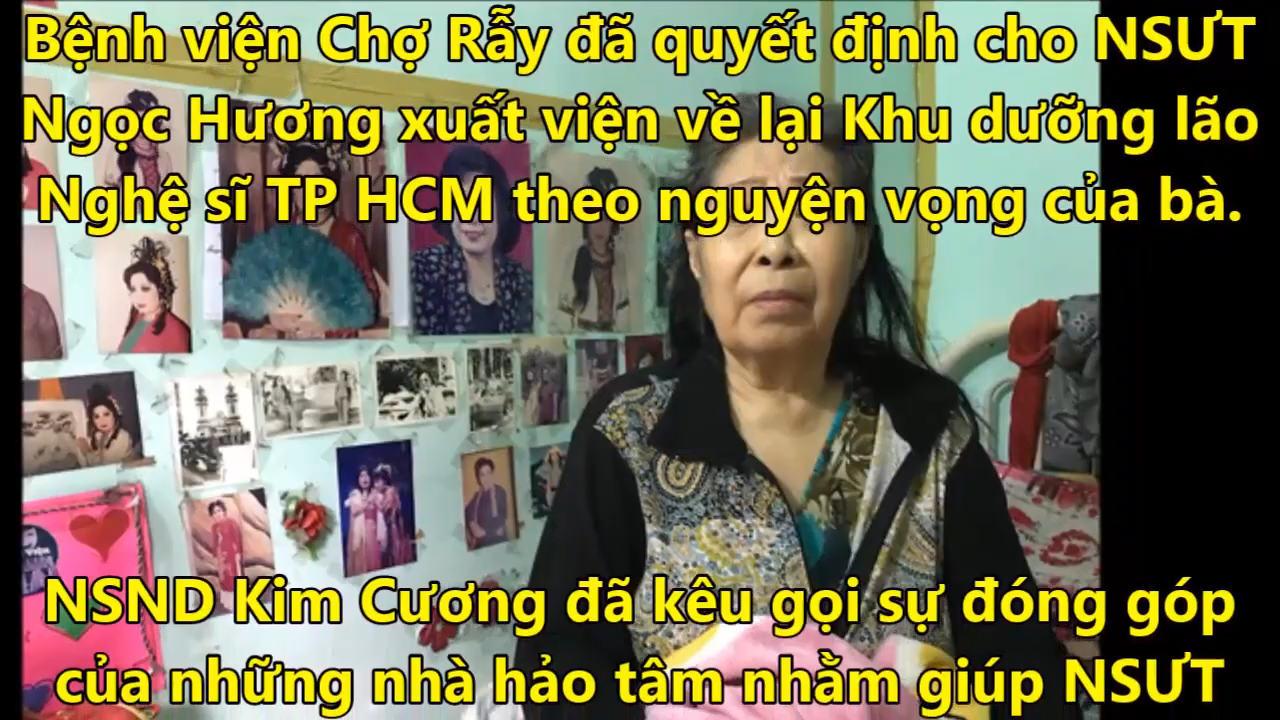 Bệnh viện Chợ Rẫy đã quyết định cho NSƯT
Ngọc Hương xuất viện về lại Khu dưỡng lão
Nghệ sĩ TP HCM theo nguyện vọng của bà.
NSND Kim Cương đã kêu gọi sự đóng góp
của những nhà hảo tâm nhằm giúp NSƯT